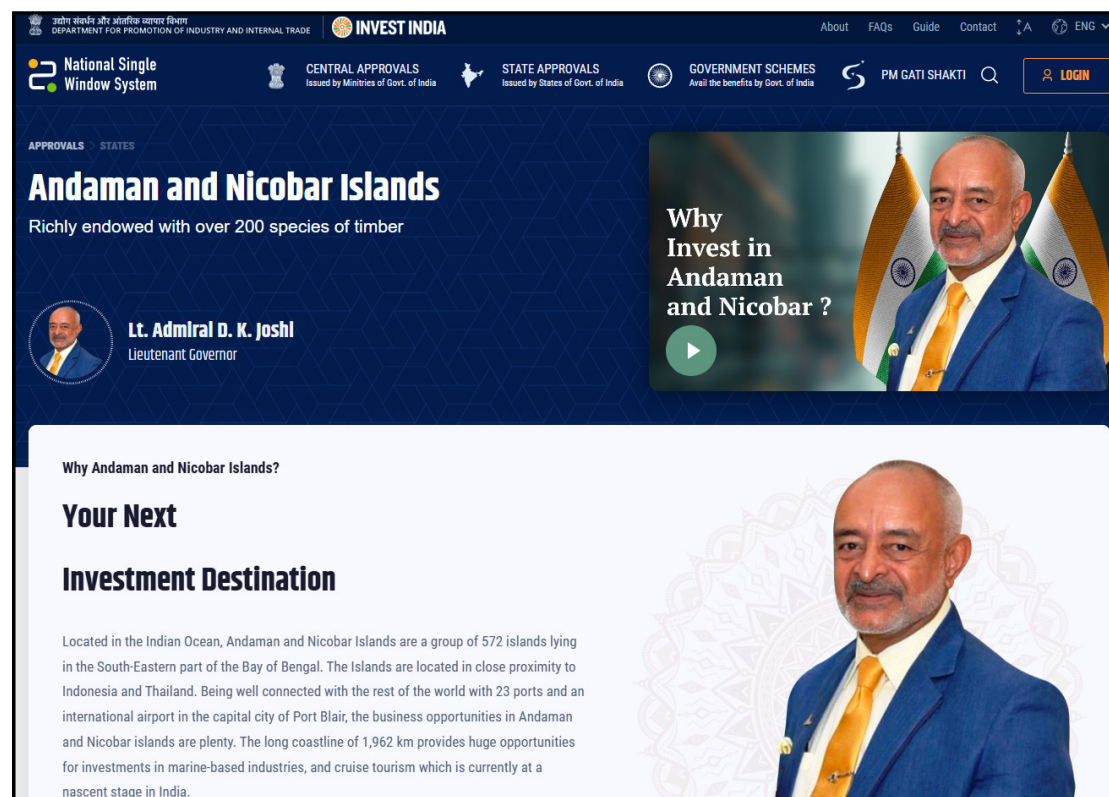 उद्योग संवर्धन और आंतरिक व्यापार विभाग
DEPARTMENT FOR PROMOTION OF INDUSTRY AND INTERNAL TRADE
INVEST INDIA
About FAQs Guide Contact A ENG
National Single
Window System
CENTRAL APPROVALS
Issued by Minitries of Govt. of India
STATE APPROVALS
Issued by States of Govt. of India
GOVERNMENT SCHEMES
Avail the benefits by Govt. of India
PM GATI SHAKTI
LOGIN
APPROVALS > STATES
Andaman and Nicobar Islands
Richly endowed with over 200 species of timber
Lt. Admiral D. K. Joshi
Lieutenant Governor
Why
Invest in
Andaman
and Nicobar ?
Why Andaman and Nicobar Islands?
Your Next
Investment Destination
Located in the Indian Ocean, Andaman and Nicobar Islands are a group of 572 islands lying
in the South-Eastern part of the Bay of Bengal. The Islands are located in close proximity to
Indonesia and Thailand. Being well connected with the rest of the world with 23 ports and an
international airport in the capital city of Port Blair, the business opportunities in Andaman
and Nicobar islands are plenty. The long coastline of 1,962 km provides huge opportunities
for investments in marine-based industries, and cruise tourism which is currently at a
nascent stage in India.